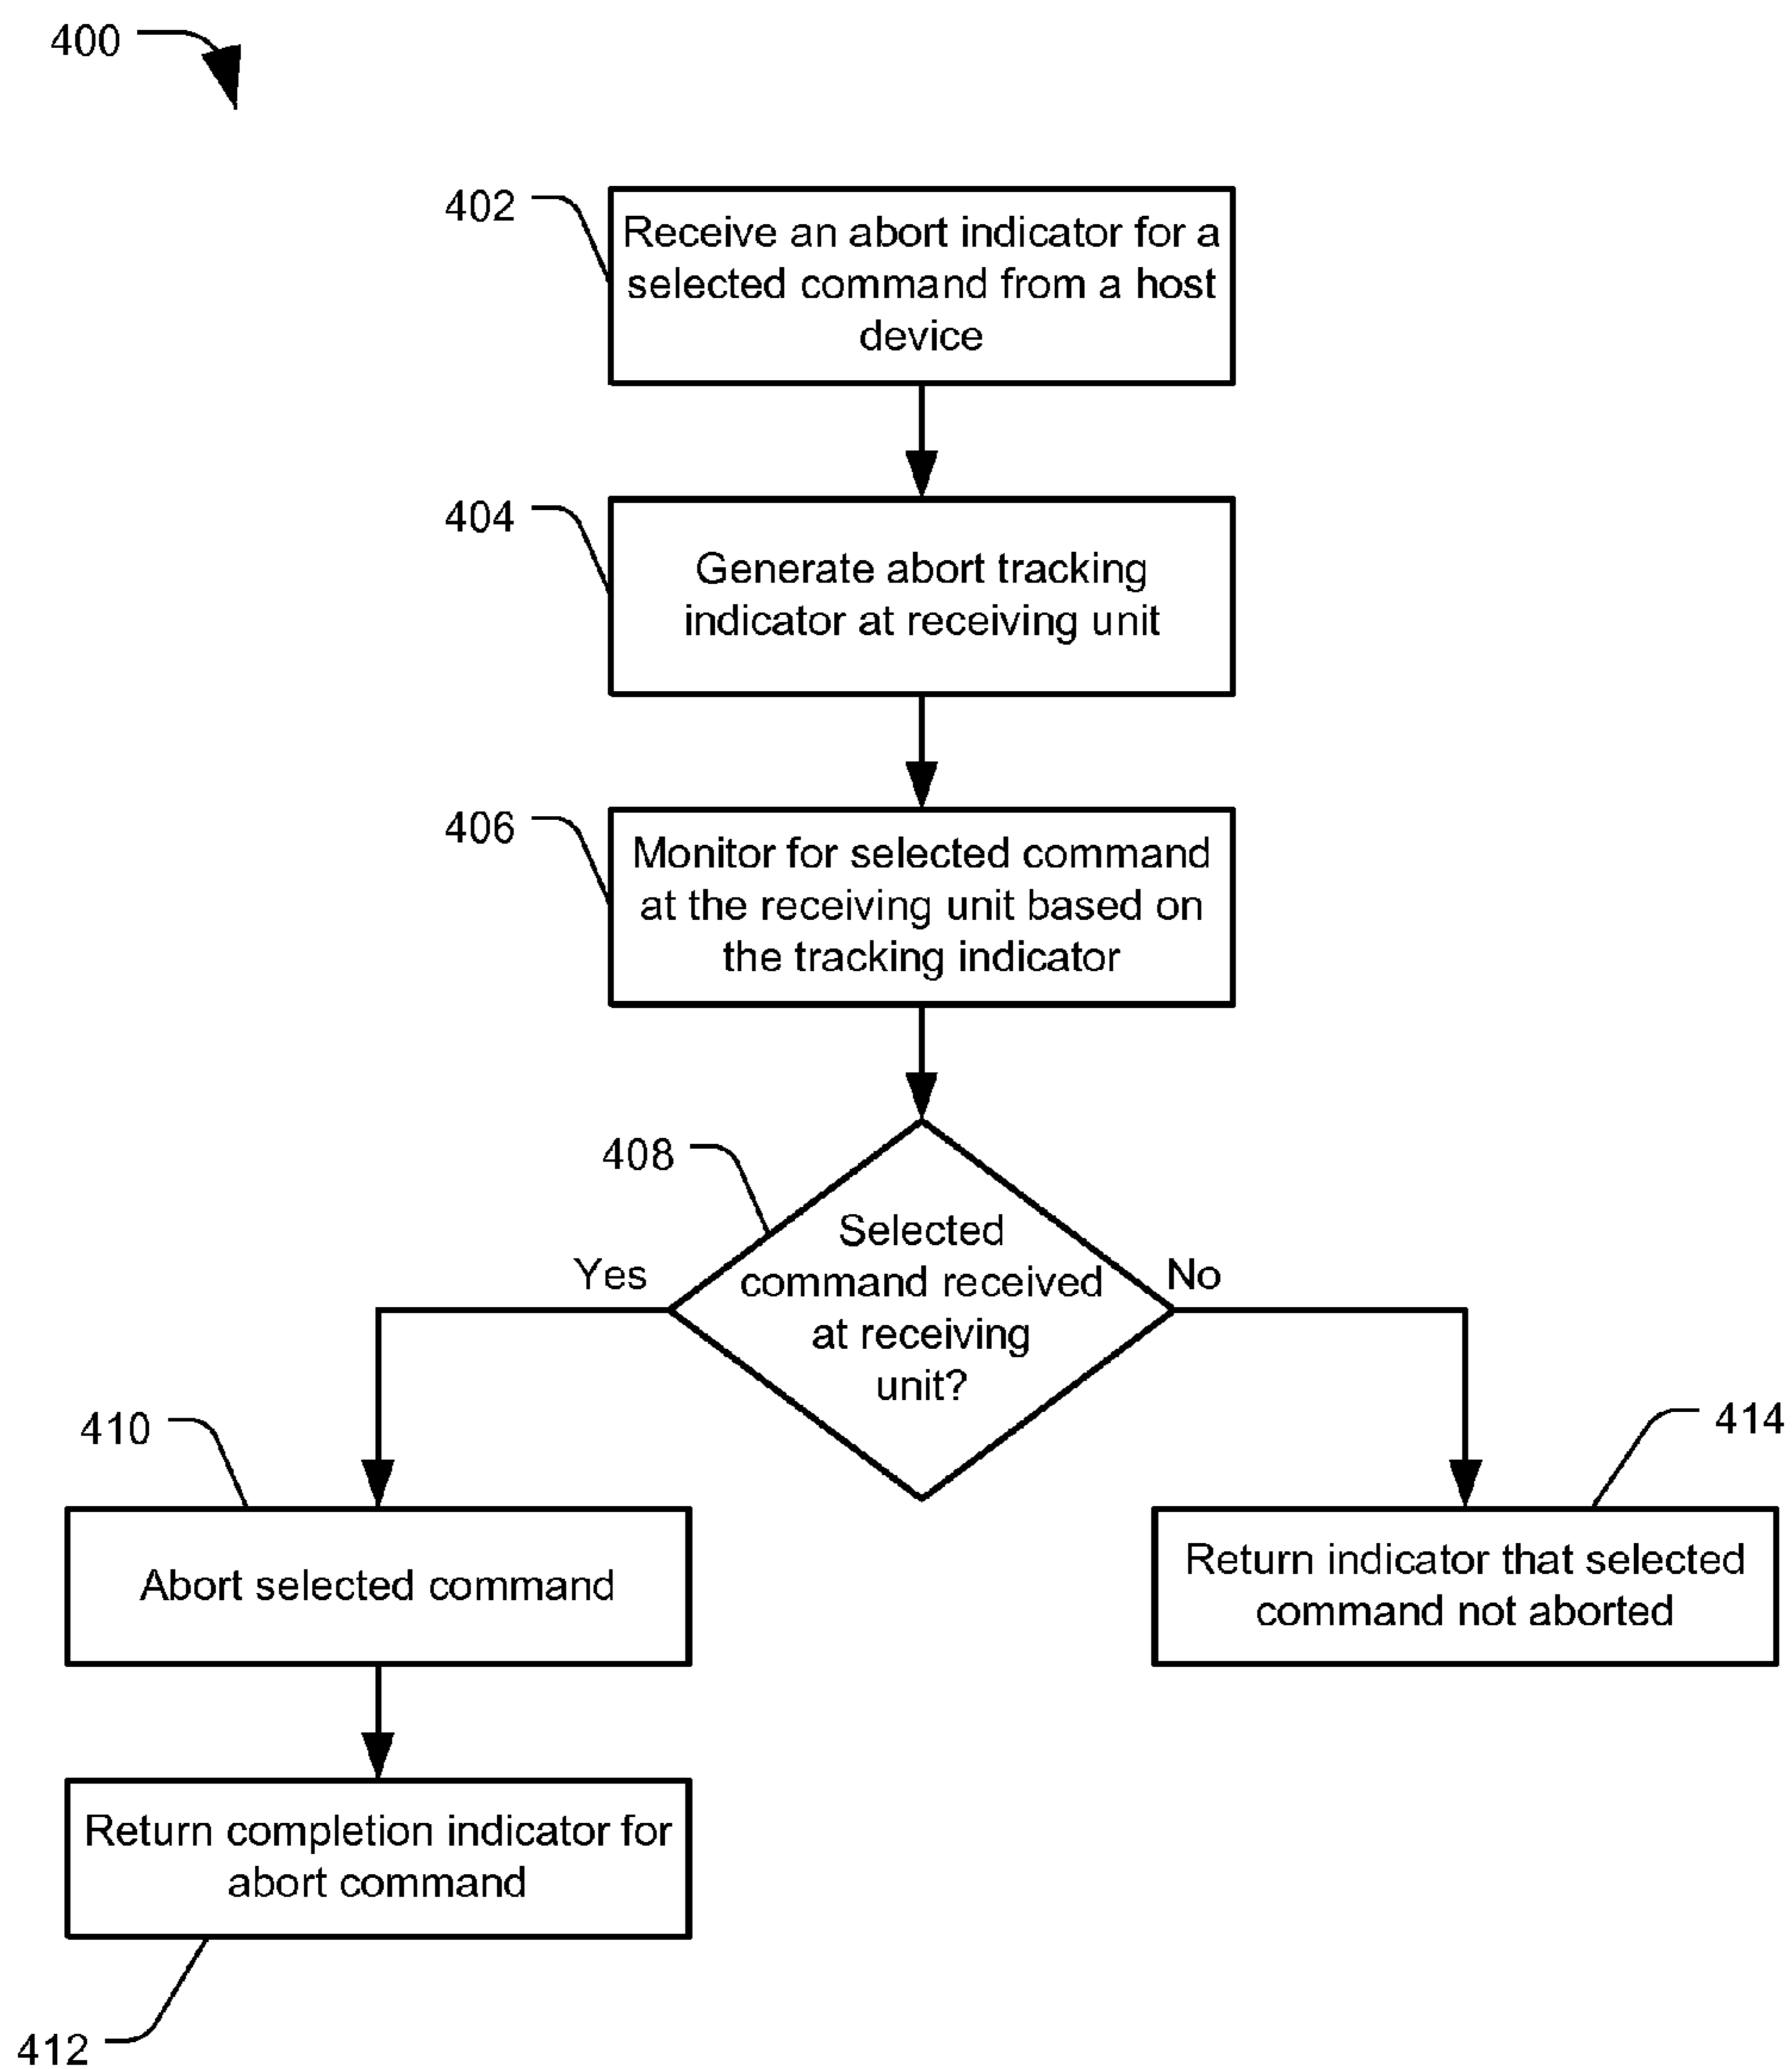 400
402
Receive an abort indicator for a
selected command from a host
device
404
Generate abort tracking
indicator at receiving unit
406
Monitor for selected command
at the receiving unit based on
the tracking indicator
408
Selected
command received
at receiving
unit?
Yes
No
410
Abort selected command
414
Return indicator that selected
command not aborted
Return completion indicator for
abort command
412